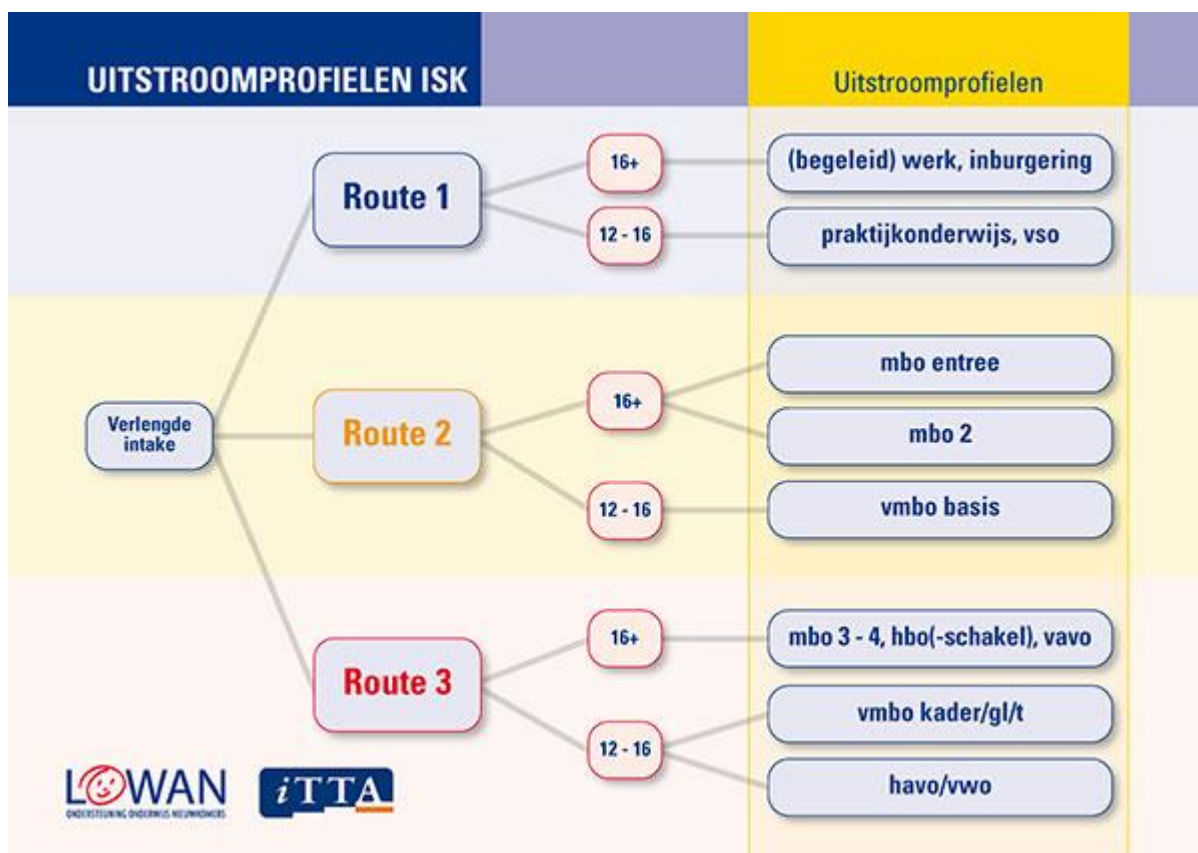 UITSTROOMPROFIELEN ISK
Uitstroomprofielen
Verlengde
intake
Route 1
16+
(begeleid) werk, inburgering
12 - 16
praktijkonderwijs, vso
Route 2
16+
mbo entree
mbo 2
12 - 16
vmbo basis
Route 3
16+
mbo 3 - 4, hbo(-schakel), vavo
12 - 16
vmbo kader/gl/t
havo/vwo
LOWAN
ONDERSTEUNING ONDERWIJS NIEUWKOMERS
iTTA